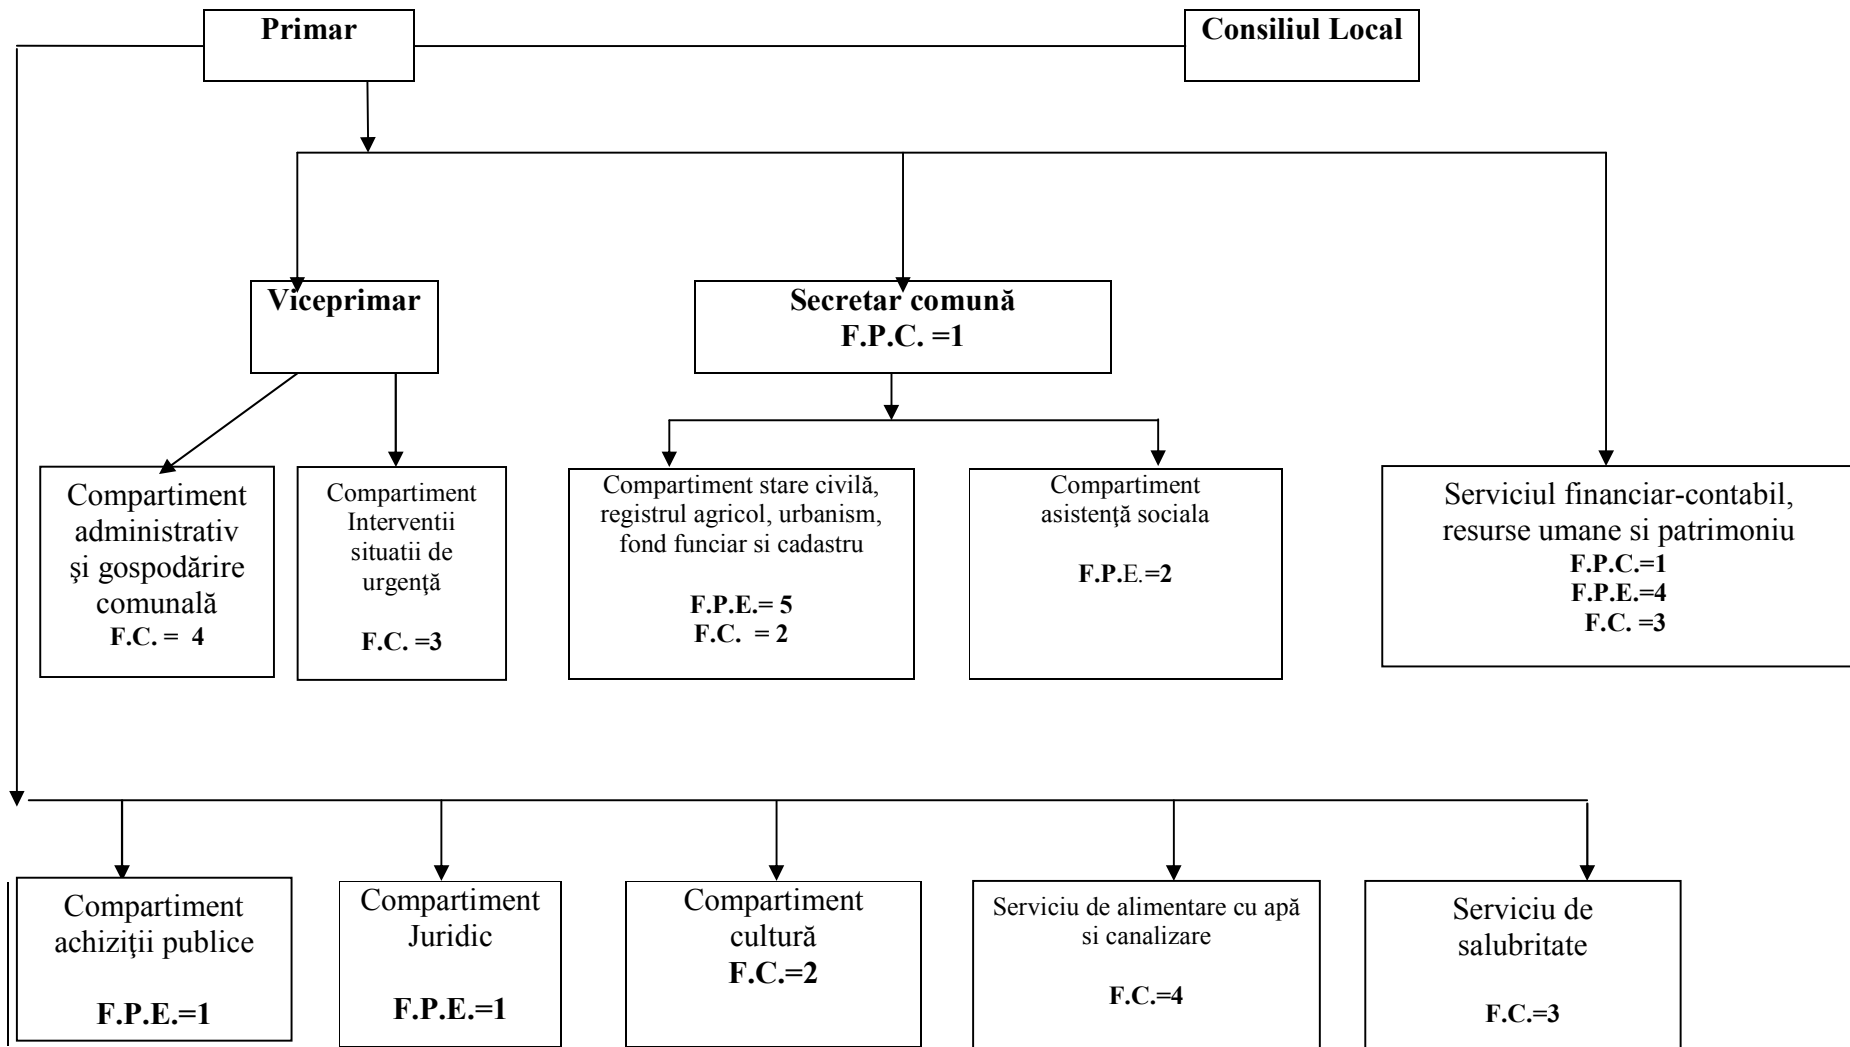 Primar
Consiliul Local
Viceprimar
Secretar comună
F.P.C. =1
Compartiment
administrativ
şi gospodărire
comunală
F.C. = 4
Compartiment
Interventii
situatii de
urgenţă
F.C. =3
Compartiment stare civilă,
registrul agricol, urbanism,
fond funciar si cadastru
F.P.E.= 5
F.C. = 2
Compartiment
asistenţă sociala
F.P.E.=2
Serviciul financiar-contabil,
resurse umane si patrimoniu
F.P.C.=1
F.P.E.=4
F.C. =3
Compartiment
achiziţii publice
F.P.E.=1
Compartiment
Juridic
F.P.E.=1
Compartiment
cultură
F.C.=2
Serviciu de alimentare cu apă
si canalizare
F.C.=4
Serviciu de
salubritate
F.C.=3